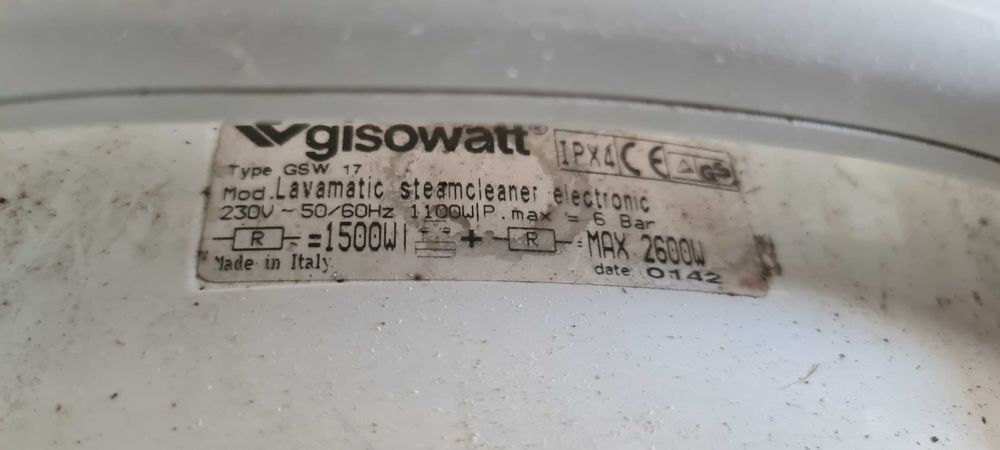 gisowatt®
IPX4 CE GS
Type GSW 17
Mod. Lavamatic steamcleaner electronic
230V ~ 50/60Hz 1100W P. max = 6 Bar
R = 1500W + R = MAX 2600W
Made in Italy
date: 0142